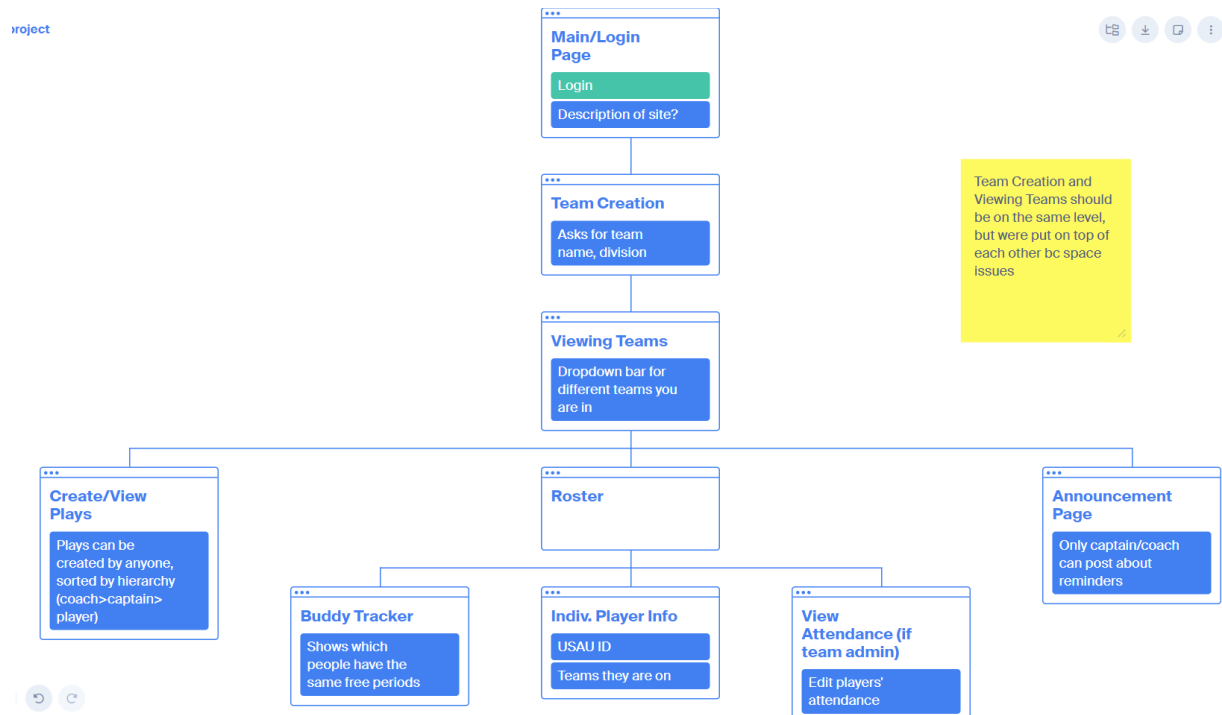 project
Main/Login
Page
Login
Description of site?
Team Creation
Asks for team
name, division
Team Creation and
Viewing Teams should
be on the same level,
but were put on top of
each other bc space
issues
Viewing Teams
Dropdown bar for
different teams you
are in
Create/View
Plays
Plays can be
created by anyone,
sorted by hierarchy
(coach>captain>
player)
Roster
Announcement
Page
Only captain/coach
can post about
reminders
Buddy Tracker
Shows which
people have the
same free periods
Indiv. Player Info
USAU ID
Teams they are on
View
Attendance (if
team admin)
Edit players'
attendance